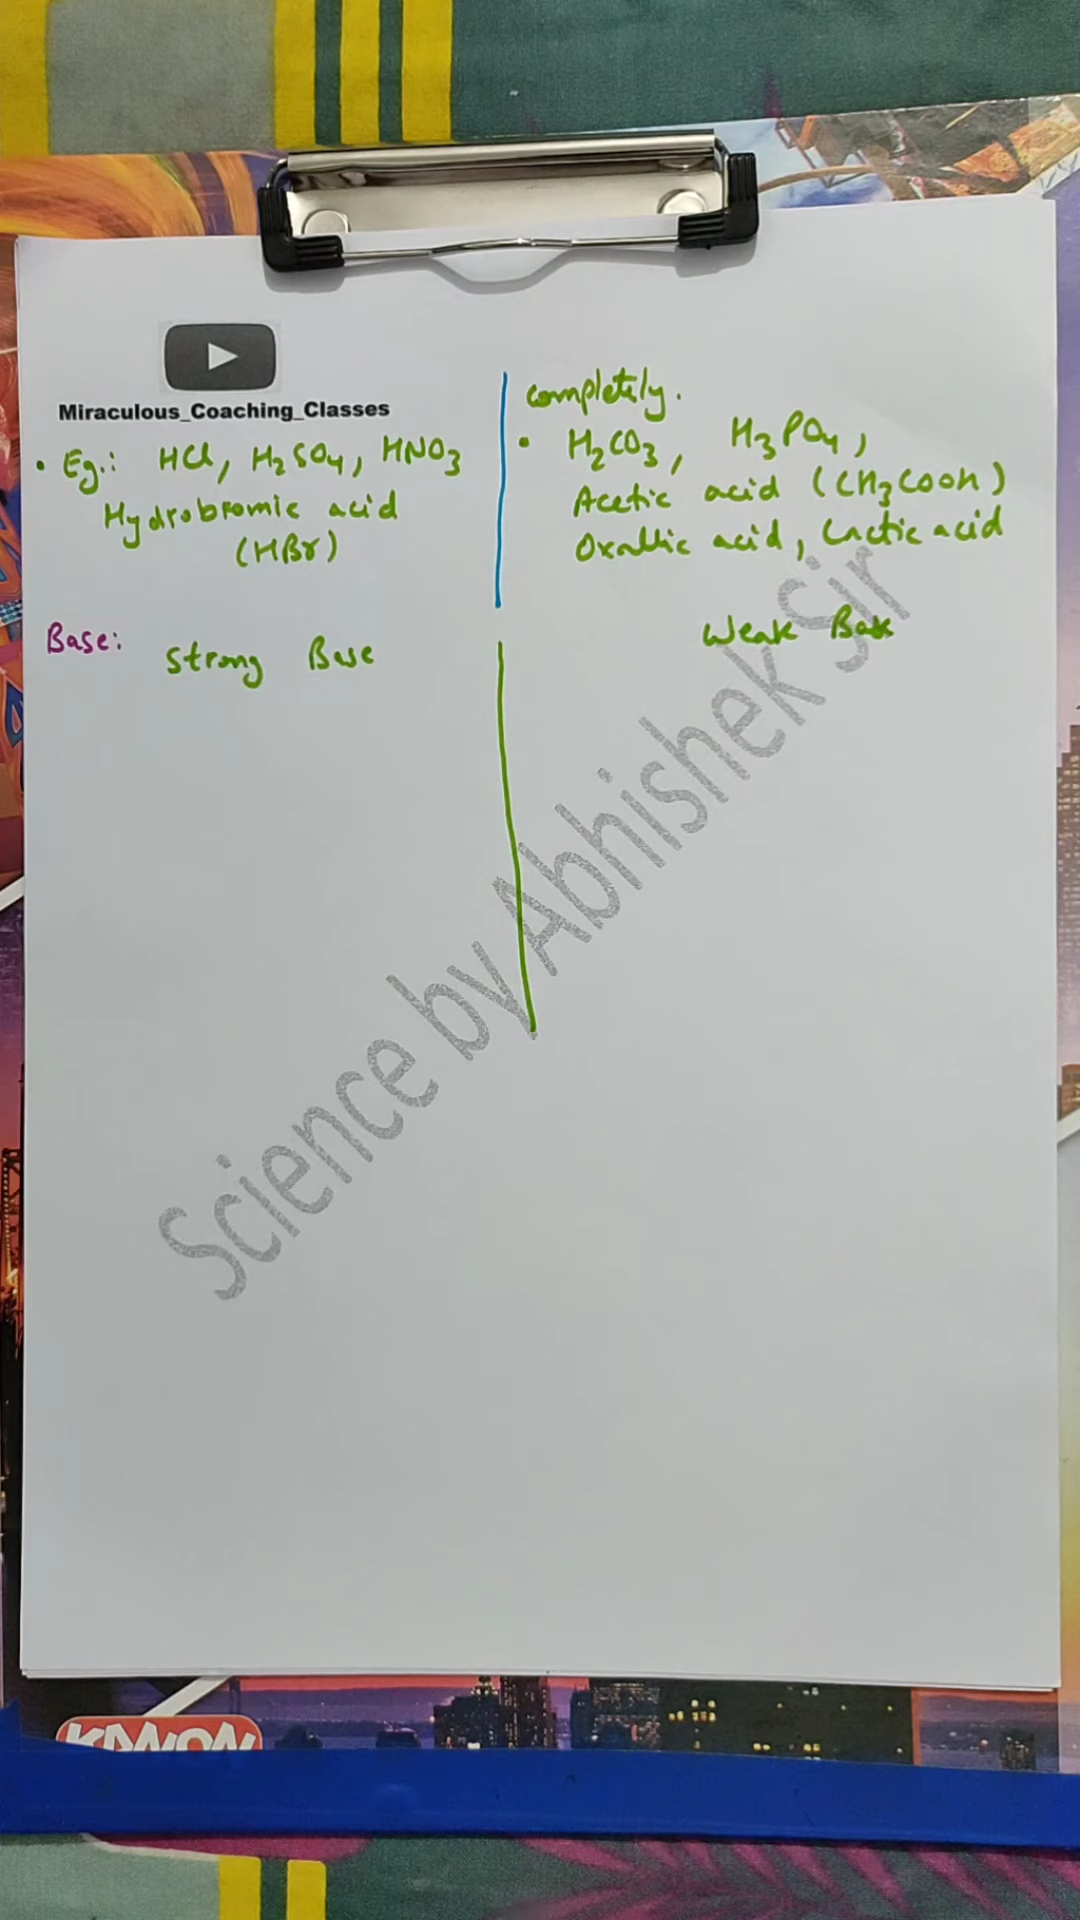 Miraculous_Coaching_Classes
• Eg.: HCl, H₂SO₄, HNO₃
Hydrobromic acid
(HBr)
completely.
• H₂CO₃, H₃PO₄,
Acetic acid (CH₃COOH)
Oxallic acid, Lactic acid
Base:
Strong Base
Weak Base
Science by Abhishek Sir